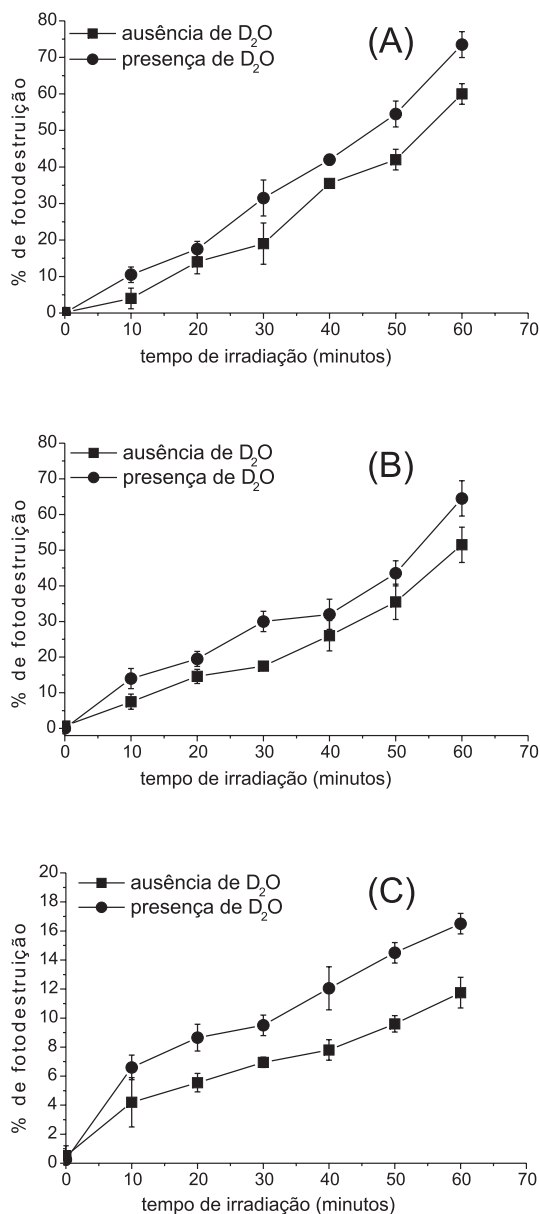 80
70
60
50
40
30
20
10
0
% de fotodestruição
ausência de D₂O
presença de D₂O
(A)
0 10 20 30 40 50 60 70
tempo de irradiação (minutos)
80
70
60
50
40
30
20
10
0
% de fotodestruição
ausência de D₂O
presença de D₂O
(B)
0 10 20 30 40 50 60 70
tempo de irradiação (minutos)
20
18
16
14
12
10
8
6
4
2
0
% de fotodestruição
ausência de D₂O
presença de D₂O
(C)
0 10 20 30 40 50 60 70
tempo de irradiação (minutos)